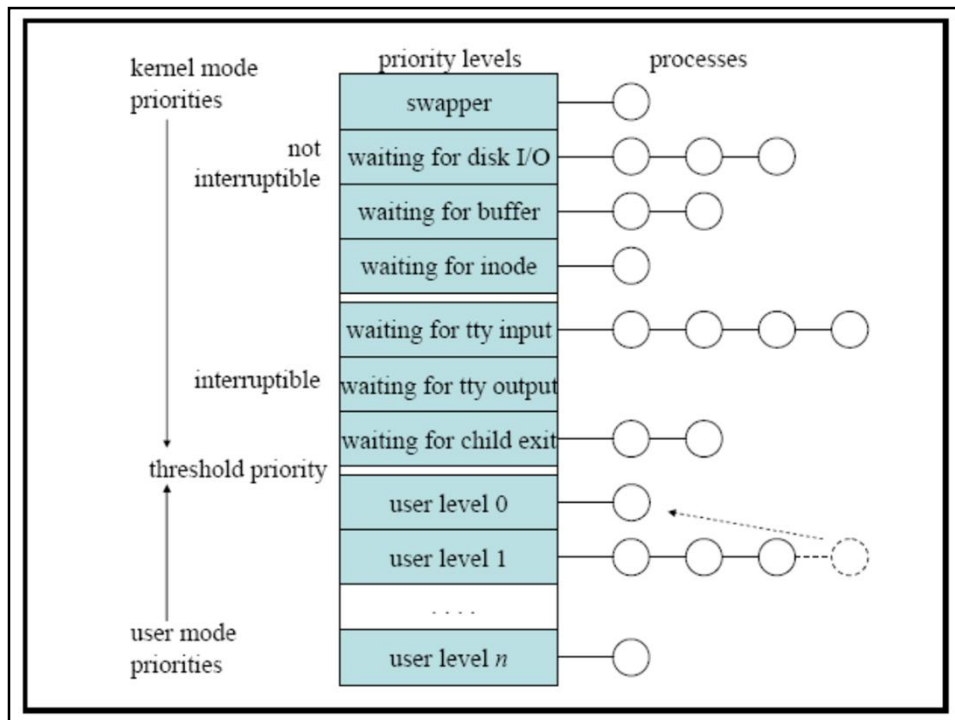 priority levels
processes
kernel mode
priorities
swapper
not
interruptible
waiting for disk I/O
waiting for buffer
waiting for inode
waiting for tty input
interruptible
waiting for tty output
waiting for child exit
threshold priority
user level 0
user level 1
. . . .
user mode
priorities
user level n